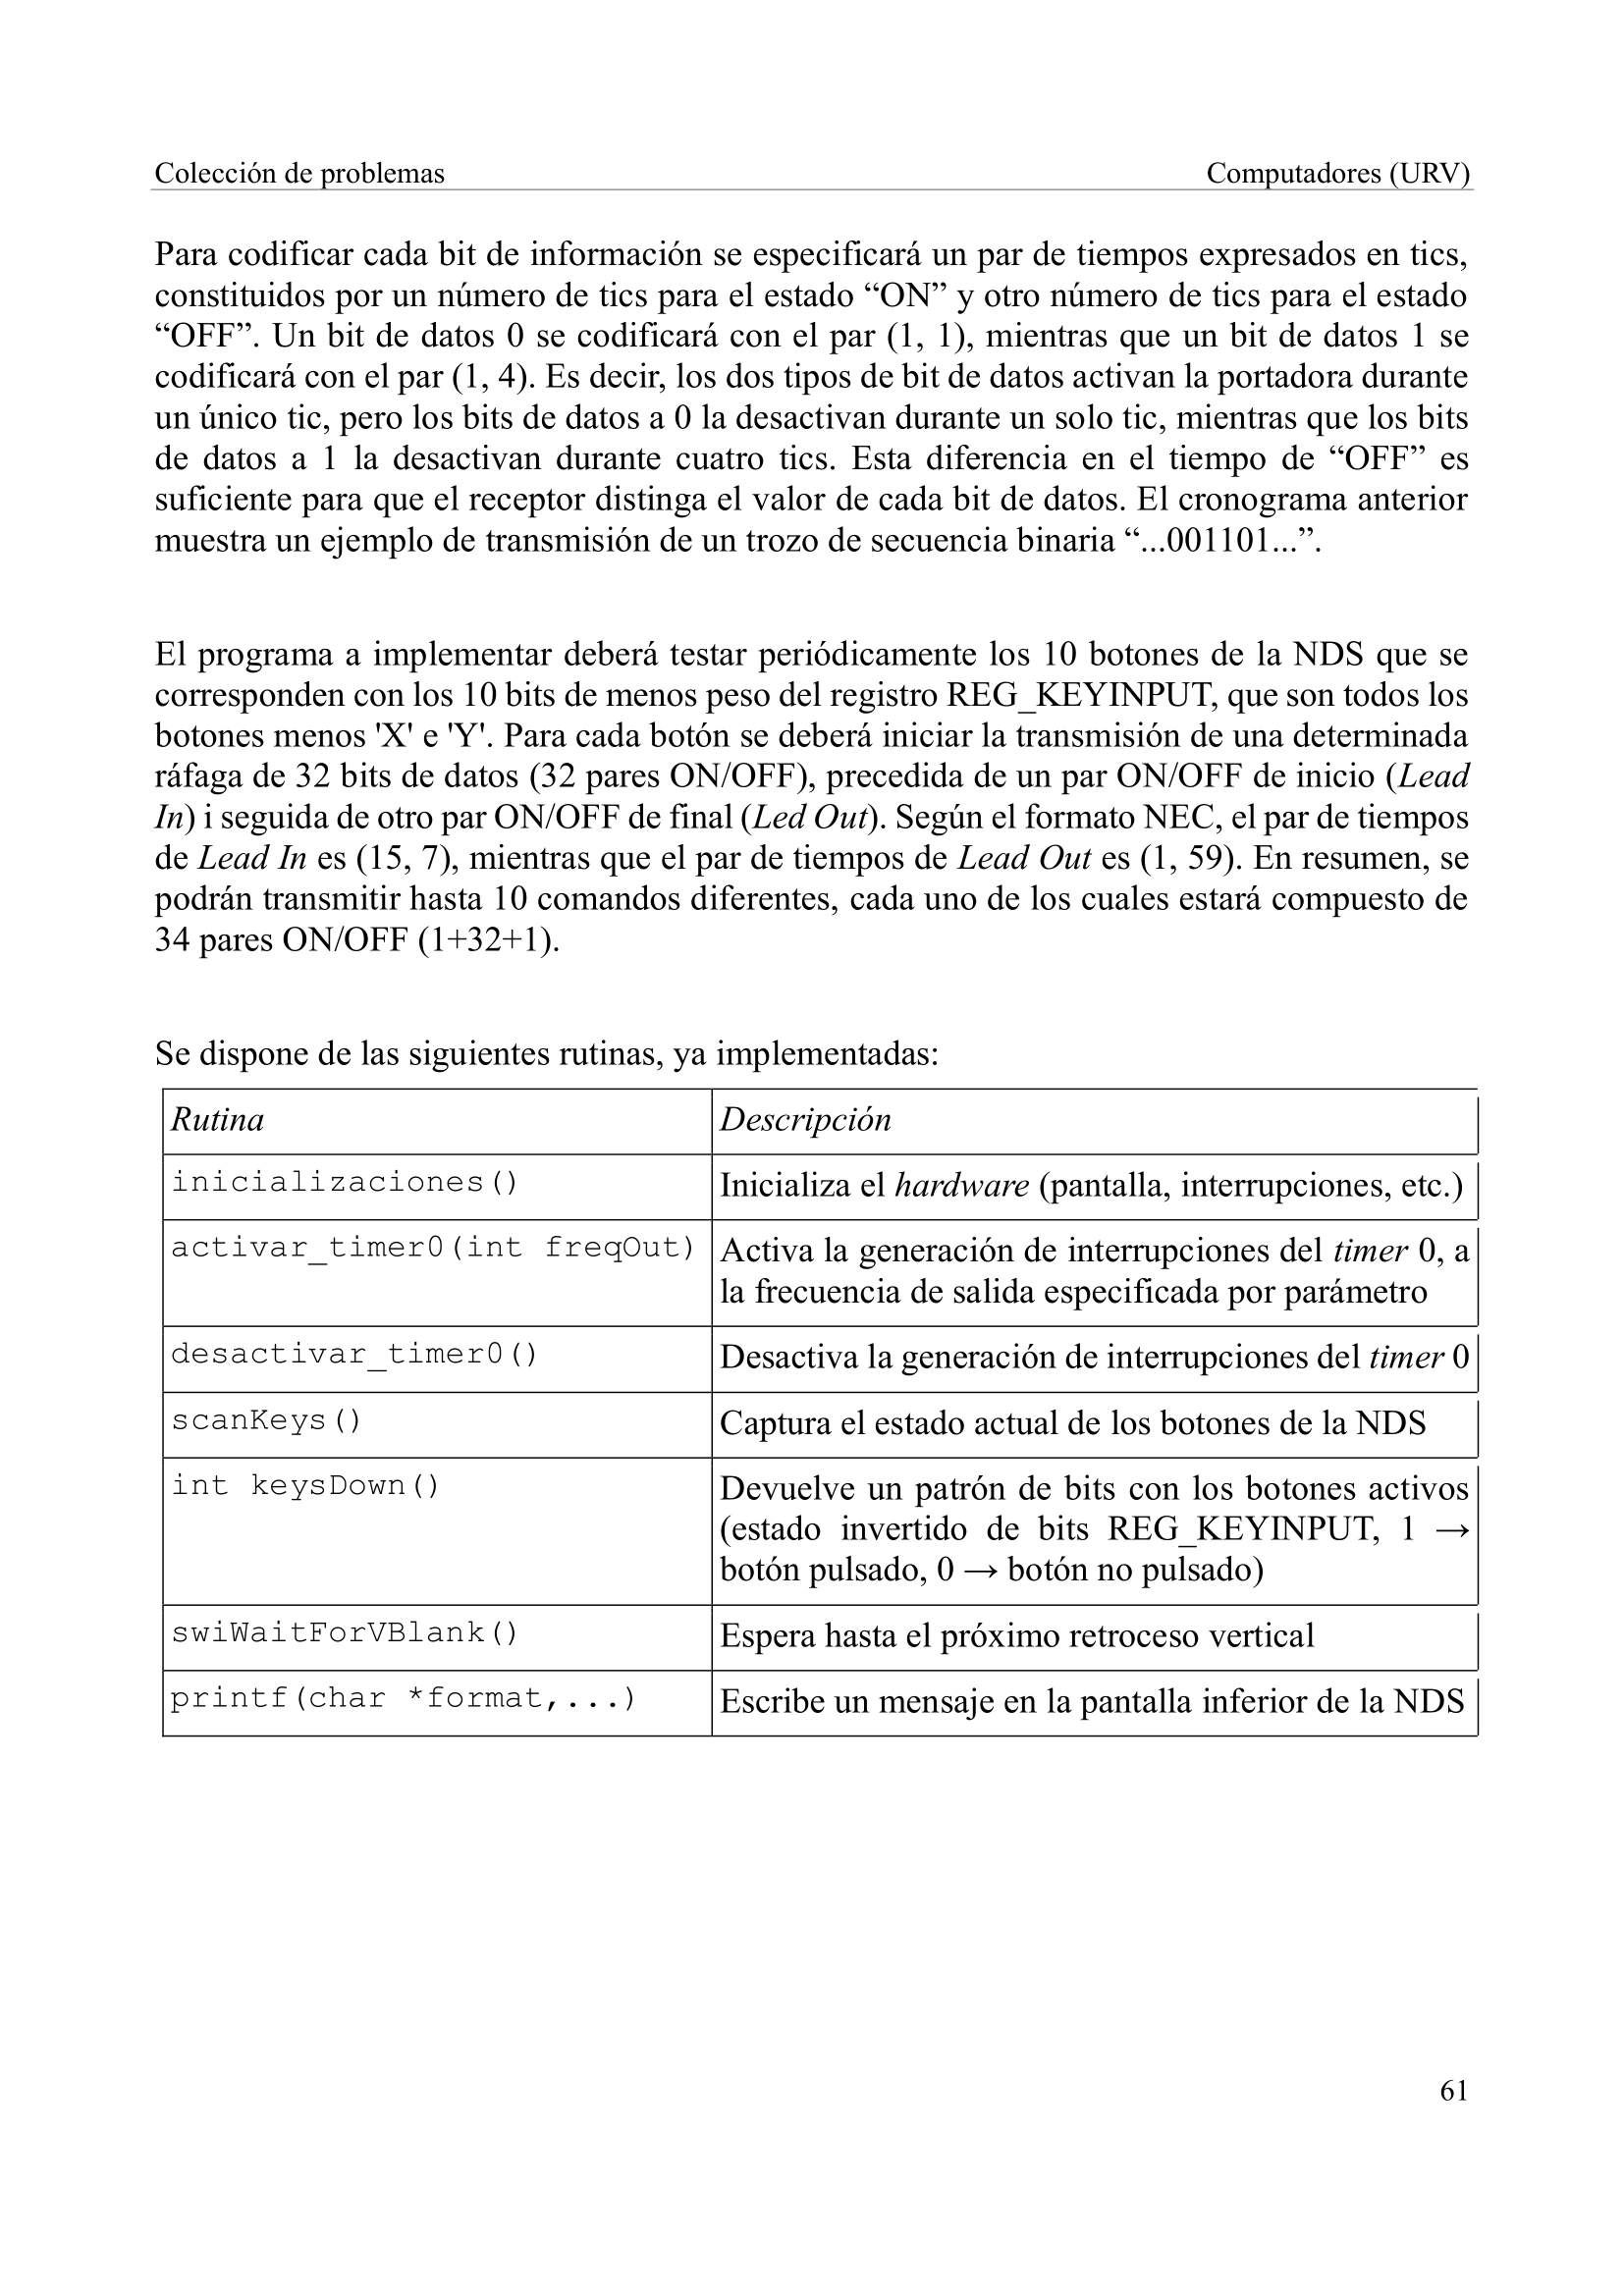 Colección de problemas Computadores (URV)
Para codificar cada bit de información se especificará un par de tiempos expresados en tics,
constituidos por un número de tics para el estado “ON” y otro número de tics para el estado
“OFF”. Un bit de datos 0 se codificará con el par (1, 1), mientras que un bit de datos 1 se
codificará con el par (1, 4). Es decir, los dos tipos de bit de datos activan la portadora durante
un único tic, pero los bits de datos a 0 la desactivan durante un solo tic, mientras que los bits
de datos a 1 la desactivan durante cuatro tics. Esta diferencia en el tiempo de “OFF” es
suficiente para que el receptor distinga el valor de cada bit de datos. El cronograma anterior
muestra un ejemplo de transmisión de un trozo de secuencia binaria “...001101...”.
El programa a implementar deberá testar periódicamente los 10 botones de la NDS que se
corresponden con los 10 bits de menos peso del registro REG_KEYINPUT, que son todos los
botones menos 'X' e 'Y'. Para cada botón se deberá iniciar la transmisión de una determinada
ráfaga de 32 bits de datos (32 pares ON/OFF), precedida de un par ON/OFF de inicio (Lead
In) i seguida de otro par ON/OFF de final (Led Out). Según el formato NEC, el par de tiempos
de Lead In es (15, 7), mientras que el par de tiempos de Lead Out es (1, 59). En resumen, se
podrán transmitir hasta 10 comandos diferentes, cada uno de los cuales estará compuesto de
34 pares ON/OFF (1+32+1).
Se dispone de las siguientes rutinas, ya implementadas:
Rutina Descripción
inicializaciones() Inicializa el hardware (pantalla, interrupciones, etc.)
activar_timer0(int freqOut) Activa la generación de interrupciones del timer 0, a
la frecuencia de salida especificada por parámetro
desactivar_timer0() Desactiva la generación de interrupciones del timer 0
scanKeys() Captura el estado actual de los botones de la NDS
int keysDown() Devuelve un patrón de bits con los botones activos
(estado invertido de bits REG_KEYINPUT, 1 →
botón pulsado, 0 → botón no pulsado)
swiWaitForVBlank() Espera hasta el próximo retroceso vertical
printf(char *format,...) Escribe un mensaje en la pantalla inferior de la NDS
61